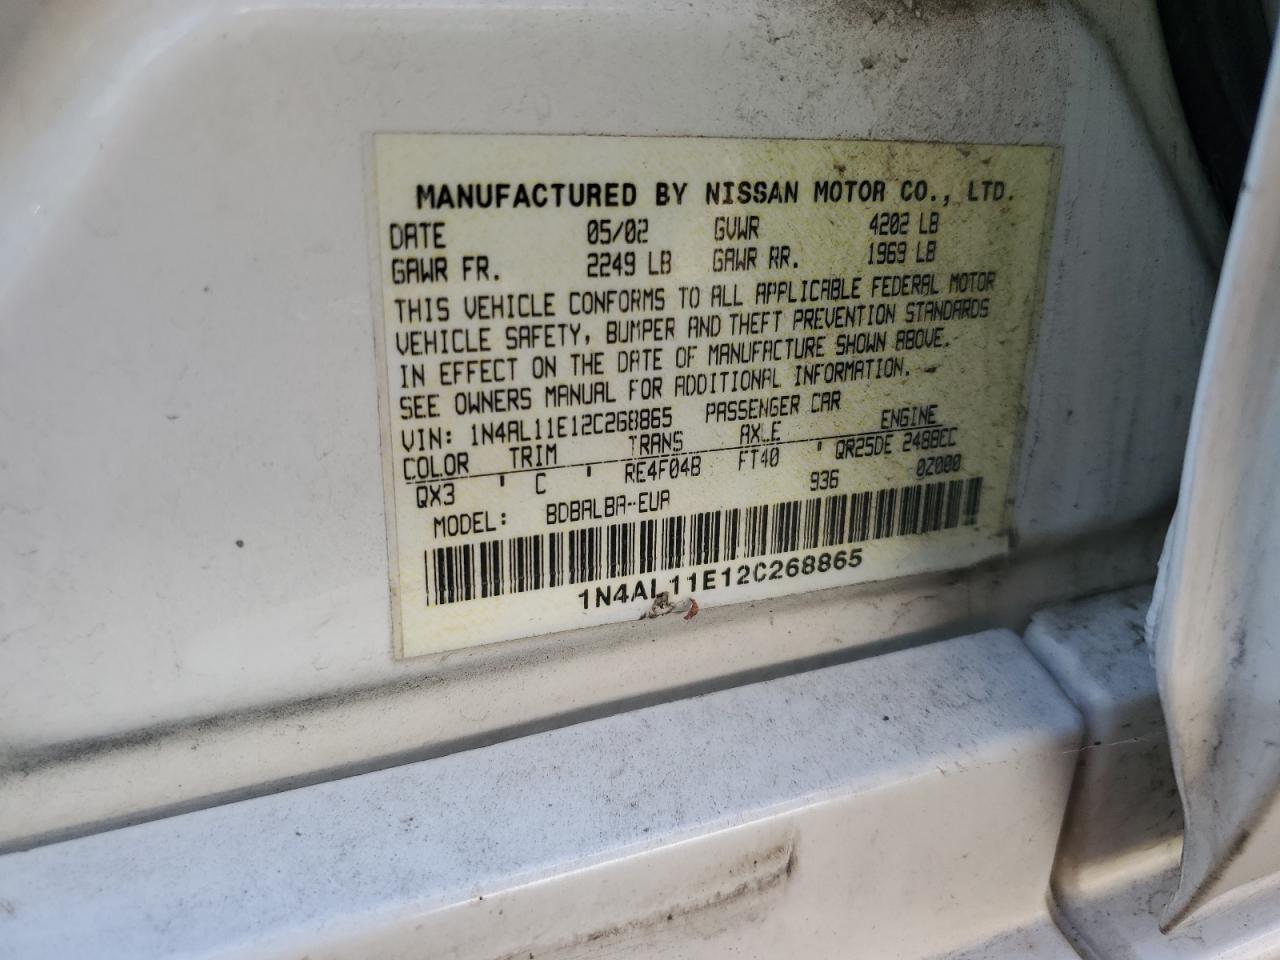 MANUFACTURED BY NISSAN MOTOR CO., LTD.
DATE 05/02 GVWR 4202 LB
GAWR FR. 2249 LB GAWR RR. 1969 LB
THIS VEHICLE CONFORMS TO ALL APPLICABLE FEDERAL MOTOR
VEHICLE SAFETY, BUMPER AND THEFT PREVENTION STANDARDS
IN EFFECT ON THE DATE OF MANUFACTURE SHOWN ABOVE.
SEE OWNERS MANUAL FOR ADDITIONAL INFORMATION.
VIN: 1N4AL11E12C268865 PASSENGER CAR
COLOR TRIM TRANS AXLE ENGINE
QX3 ' C ' RE4F04B FT40 ' QR25DE 2488CC
MODEL: BDBALBA-EUA 936 0Z000
1N4AL11E12C268865